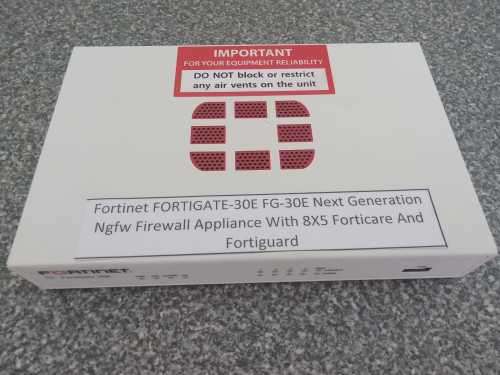 IMPORTANT
FOR YOUR EQUIPMENT RELIABILITY
DO NOT block or restrict
any air vents on the unit
Fortinet FORTIGATE-30E FG-30E Next Generation
Ngfw Firewall Appliance With 8X5 Forticare And
Fortiguard
FORTINET